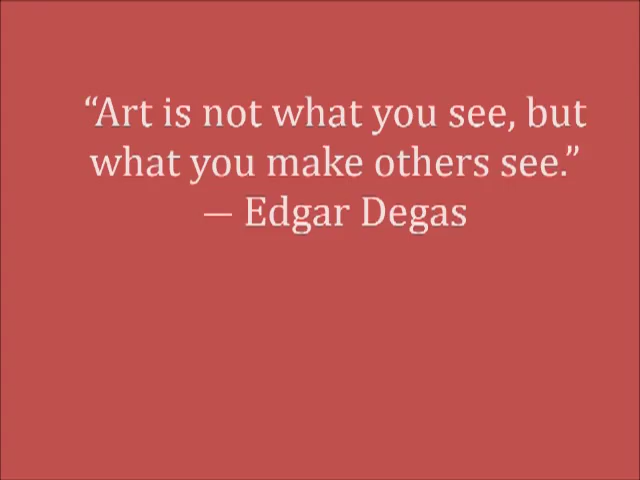 “Art is not what you see, but
what you make others see.”
— Edgar Degas